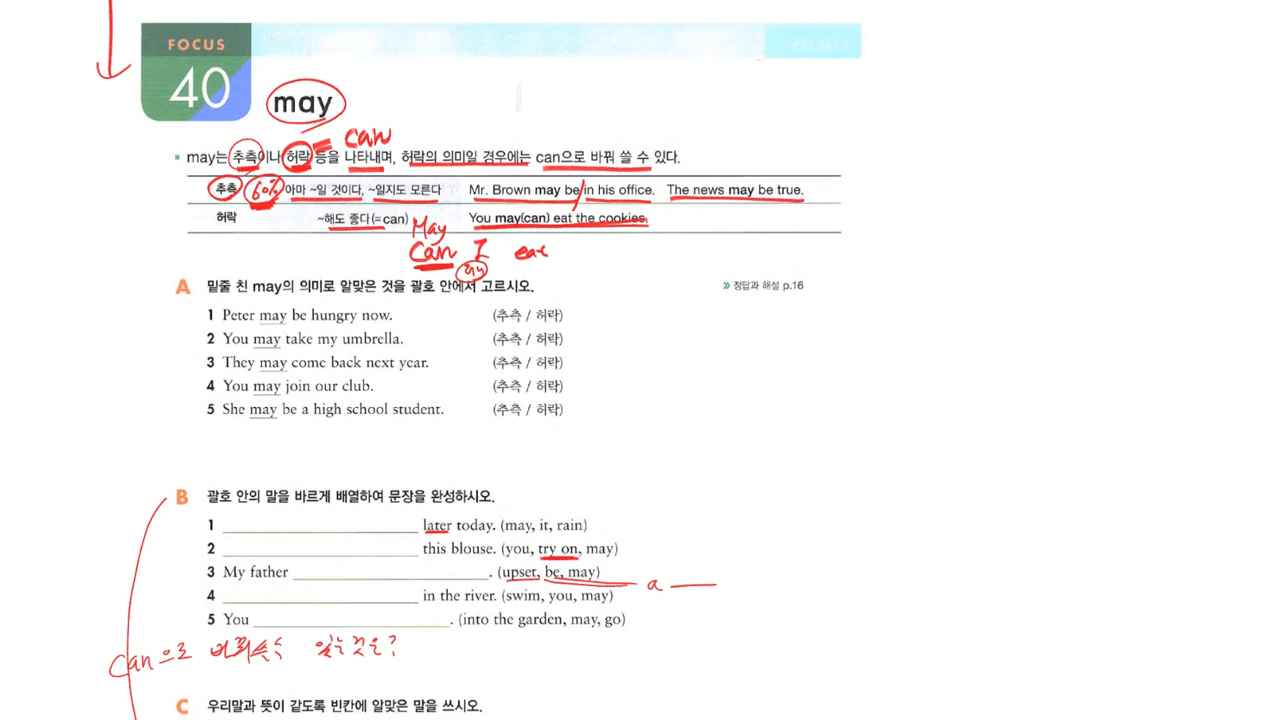 FOCUS
40
may
= can
▪ may는 추측이나 허락 등을 나타내며, 허락의 의미일 경우에는 can으로 바꿔 쓸 수 있다.
추측 60% 아마 ~일 것이다, ~일지도 모른다 Mr. Brown may be / in his office. The news may be true.
허락 ~해도 좋다(= can) You may(can) eat the cookies.
May
Can I eat
A 밑줄 친 may의 의미로 알맞은 것을 괄호 안에서 고르시오. » 정답과 해설 p.16
1 Peter may be hungry now. (추측 / 허락)
2 You may take my umbrella. (추측 / 허락)
3 They may come back next year. (추측 / 허락)
4 You may join our club. (추측 / 허락)
5 She may be a high school student. (추측 / 허락)
B 괄호 안의 말을 바르게 배열하여 문장을 완성하시오.
1 ____________________ later today. (may, it, rain)
2 ____________________ this blouse. (you, try on, may)
3 My father ____________________. (upset, be, may) a
4 ____________________ in the river. (swim, you, may)
5 You ____________________. (into the garden, may, go)
Can으로 바꿔쓸수 있는것은?
C 우리말과 뜻이 같도록 빈칸에 알맞은 말을 쓰시오.